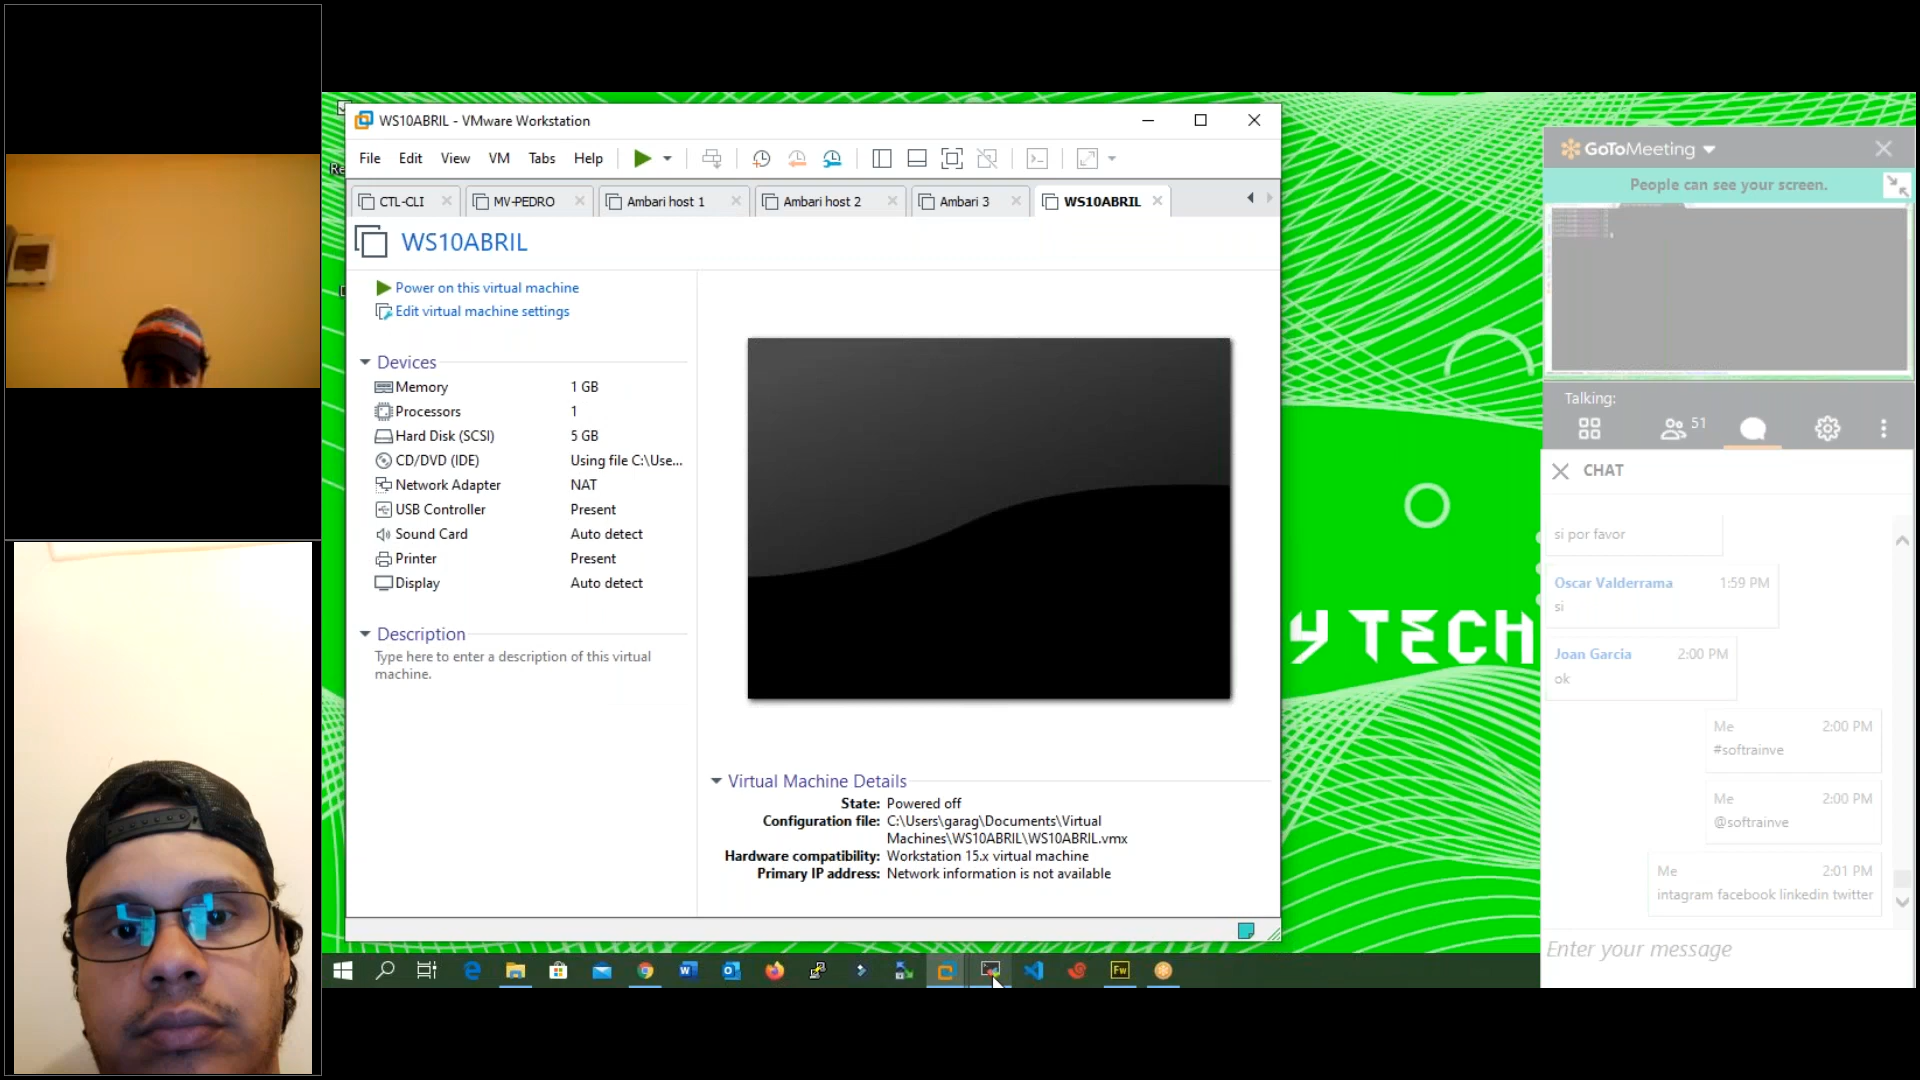 WS10ABRIL - VMware Workstation
File Edit View VM Tabs Help
CTL-CLI MV-PEDRO Ambari host 1 Ambari host 2 Ambari 3 WS10ABRIL
WS10ABRIL
Power on this virtual machine
Edit virtual machine settings
Devices
Memory 1 GB
Processors 1
Hard Disk (SCSI) 5 GB
CD/DVD (IDE) Using file C:\Use...
Network Adapter NAT
USB Controller Present
Sound Card Auto detect
Printer Present
Display Auto detect
Description
Type here to enter a description of this virtual
machine.
Virtual Machine Details
State: Powered off
Configuration file: C:\Users\garag\Documents\Virtual
Machines\WS10ABRIL\WS10ABRIL.vmx
Hardware compatibility: Workstation 15.x virtual machine
Primary IP address: Network information is not available
Re
Y TECH
Fw
GoToMeeting
People can see your screen.
Talking:
51
CHAT
si por favor
Oscar Valderrama 1:59 PM
si
Joan Garcia 2:00 PM
ok
Me 2:00 PM
#softrainve
Me 2:00 PM
@softrainve
Me 2:01 PM
intagram facebook linkedin twitter
Enter your message